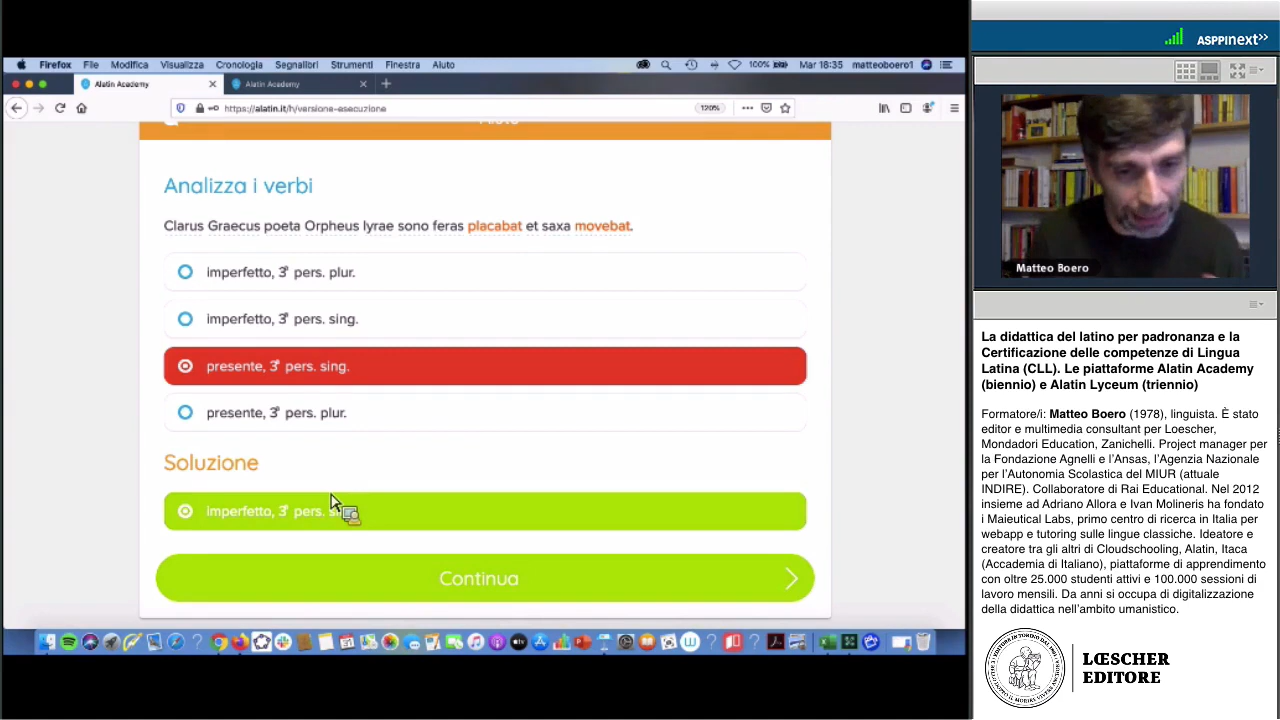 ASPPInext>>
Firefox File Modifica Visualizza Cronologia Segnalibri Strumenti Finestra Aiuto 100% Mar 18:35 matteoboero1
Alatin Academy
Alatin Academy
https://alatin.it/h/versione-esecuzione
120%
Analizza i verbi
Clarus Graecus poeta Orpheus lyrae sono feras placabat et saxa movebat.
imperfetto, 3ª pers. plur.
imperfetto, 3ª pers. sing.
presente, 3ª pers. sing.
presente, 3ª pers. plur.
Soluzione
imperfetto, 3ª pers.
Continua
Matteo Boero
La didattica del latino per padronanza e la
Certificazione delle competenze di Lingua
Latina (CLL). Le piattaforme Alatin Academy
(biennio) e Alatin Lyceum (triennio)
Formatore/i: Matteo Boero (1978), linguista. È stato
editor e multimedia consultant per Loescher,
Mondadori Education, Zanichelli. Project manager per
la Fondazione Agnelli e l'Ansas, l'Agenzia Nazionale
per l'Autonomia Scolastica del MIUR (attuale
INDIRE). Collaboratore di Rai Educational. Nel 2012
insieme ad Adriano Allora e Ivan Molineris ha fondato
i Maieutical Labs, primo centro di ricerca in Italia per
webapp e tutoring sulle lingue classiche. Ideatore e
creatore tra gli altri di Cloudschooling, Alatin, Itaca
(Accademia di Italiano), piattaforme di apprendimento
con oltre 25.000 studenti attivi e 100.000 sessioni di
lavoro mensili. Da anni si occupa di digitalizzazione
della didattica nell'ambito umanistico.
LŒSCHER
EDITORE